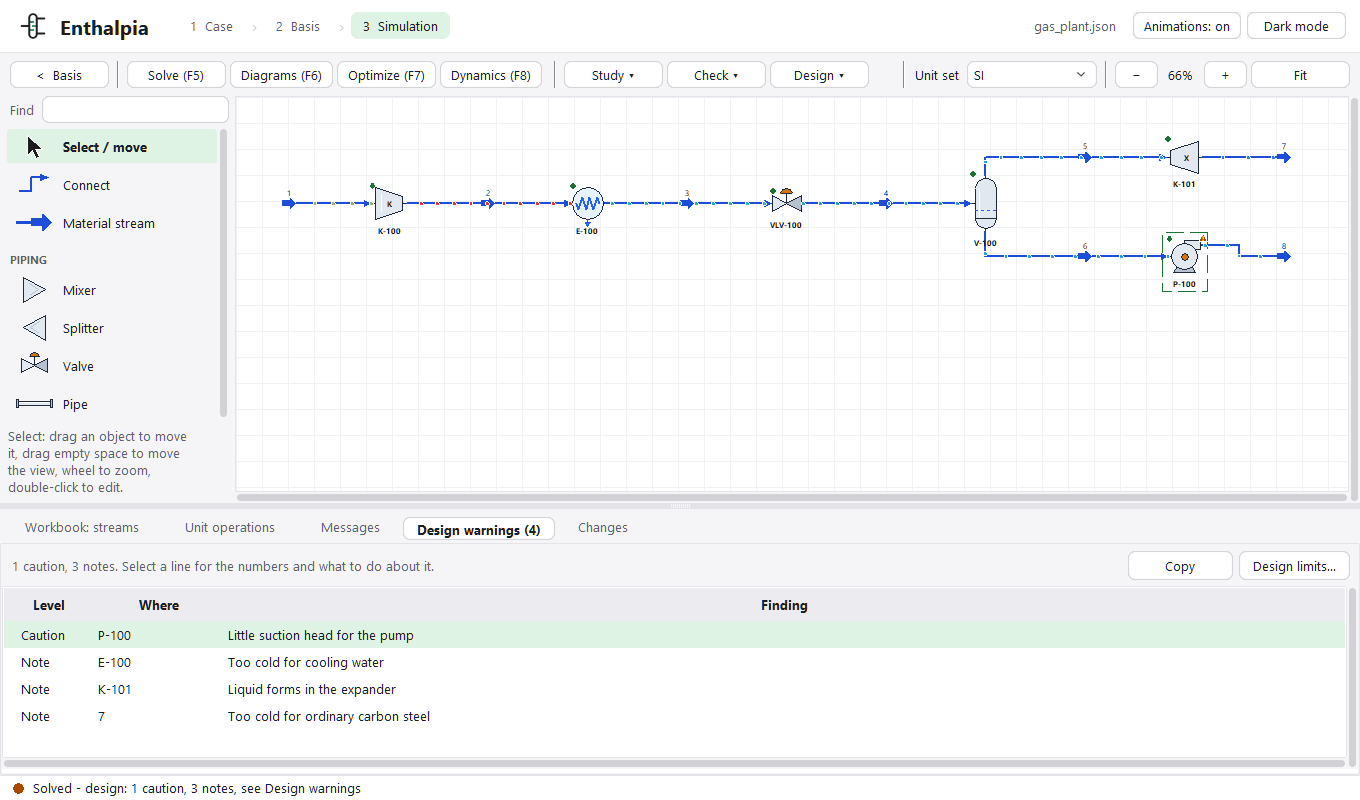 Enthalpia
1 Case
2 Basis
3 Simulation
gas_plant.json
Animations: on
Dark mode
< Basis
Solve (F5)
Diagrams (F6)
Optimize (F7)
Dynamics (F8)
Study
Check
Design
Unit set
SI
−
66%
+
Fit
Find
Select / move
Connect
Material stream
PIPING
Mixer
Splitter
Valve
Pipe
Select: drag an object to move
it, drag empty space to move
the view, wheel to zoom,
double-click to edit.
1
K
K-100
2
E-100
3
VLV-100
4
V-100
5
X
K-101
7
6
P-100
8
Workbook: streams
Unit operations
Messages
Design warnings (4)
Changes
1 caution, 3 notes. Select a line for the numbers and what to do about it.
Copy
Design limits...
Level Where Finding
Caution P-100 Little suction head for the pump
Note E-100 Too cold for cooling water
Note K-101 Liquid forms in the expander
Note 7 Too cold for ordinary carbon steel
Solved - design: 1 caution, 3 notes, see Design warnings